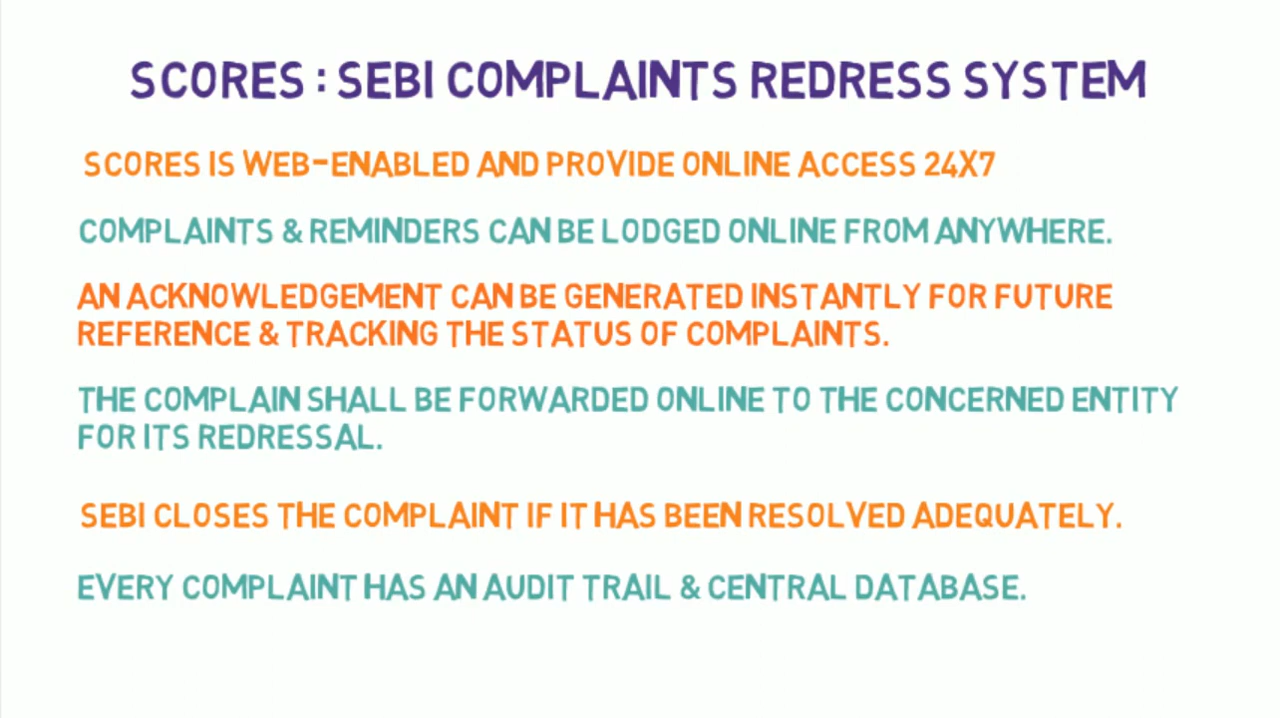 SCORES : SEBI COMPLAINTS REDRESS SYSTEM
SCORES IS WEB-ENABLED AND PROVIDE ONLINE ACCESS 24X7
COMPLAINTS & REMINDERS CAN BE LODGED ONLINE FROM ANYWHERE.
AN ACKNOWLEDGEMENT CAN BE GENERATED INSTANTLY FOR FUTURE
REFERENCE & TRACKING THE STATUS OF COMPLAINTS.
THE COMPLAIN SHALL BE FORWARDED ONLINE TO THE CONCERNED ENTITY
FOR ITS REDRESSAL.
SEBI CLOSES THE COMPLAINT IF IT HAS BEEN RESOLVED ADEQUATELY.
EVERY COMPLAINT HAS AN AUDIT TRAIL & CENTRAL DATABASE.